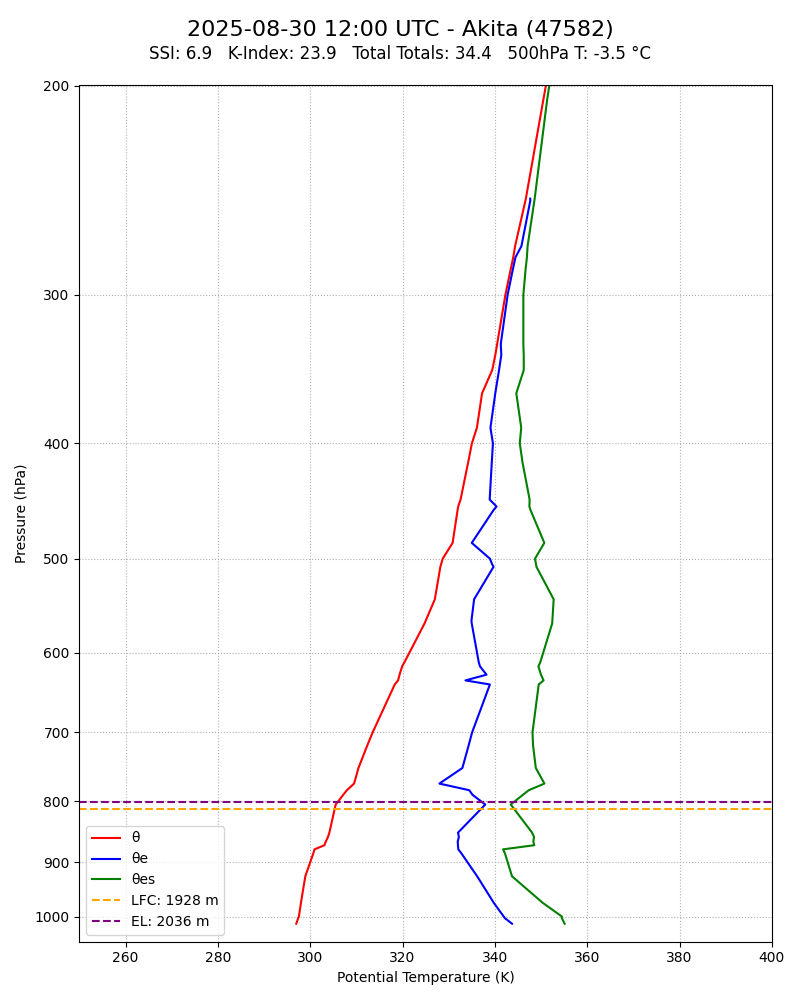 2025-08-30 12:00 UTC - Akita (47582)
SSI: 6.9   K-Index: 23.9   Total Totals: 34.4   500hPa T: -3.5 °C
200
300
400
500
600
700
800
900
1000
Pressure (hPa)
θ
θe
θes
LFC: 1928 m
EL: 2036 m
260 280 300 320 340 360 380 400
Potential Temperature (K)